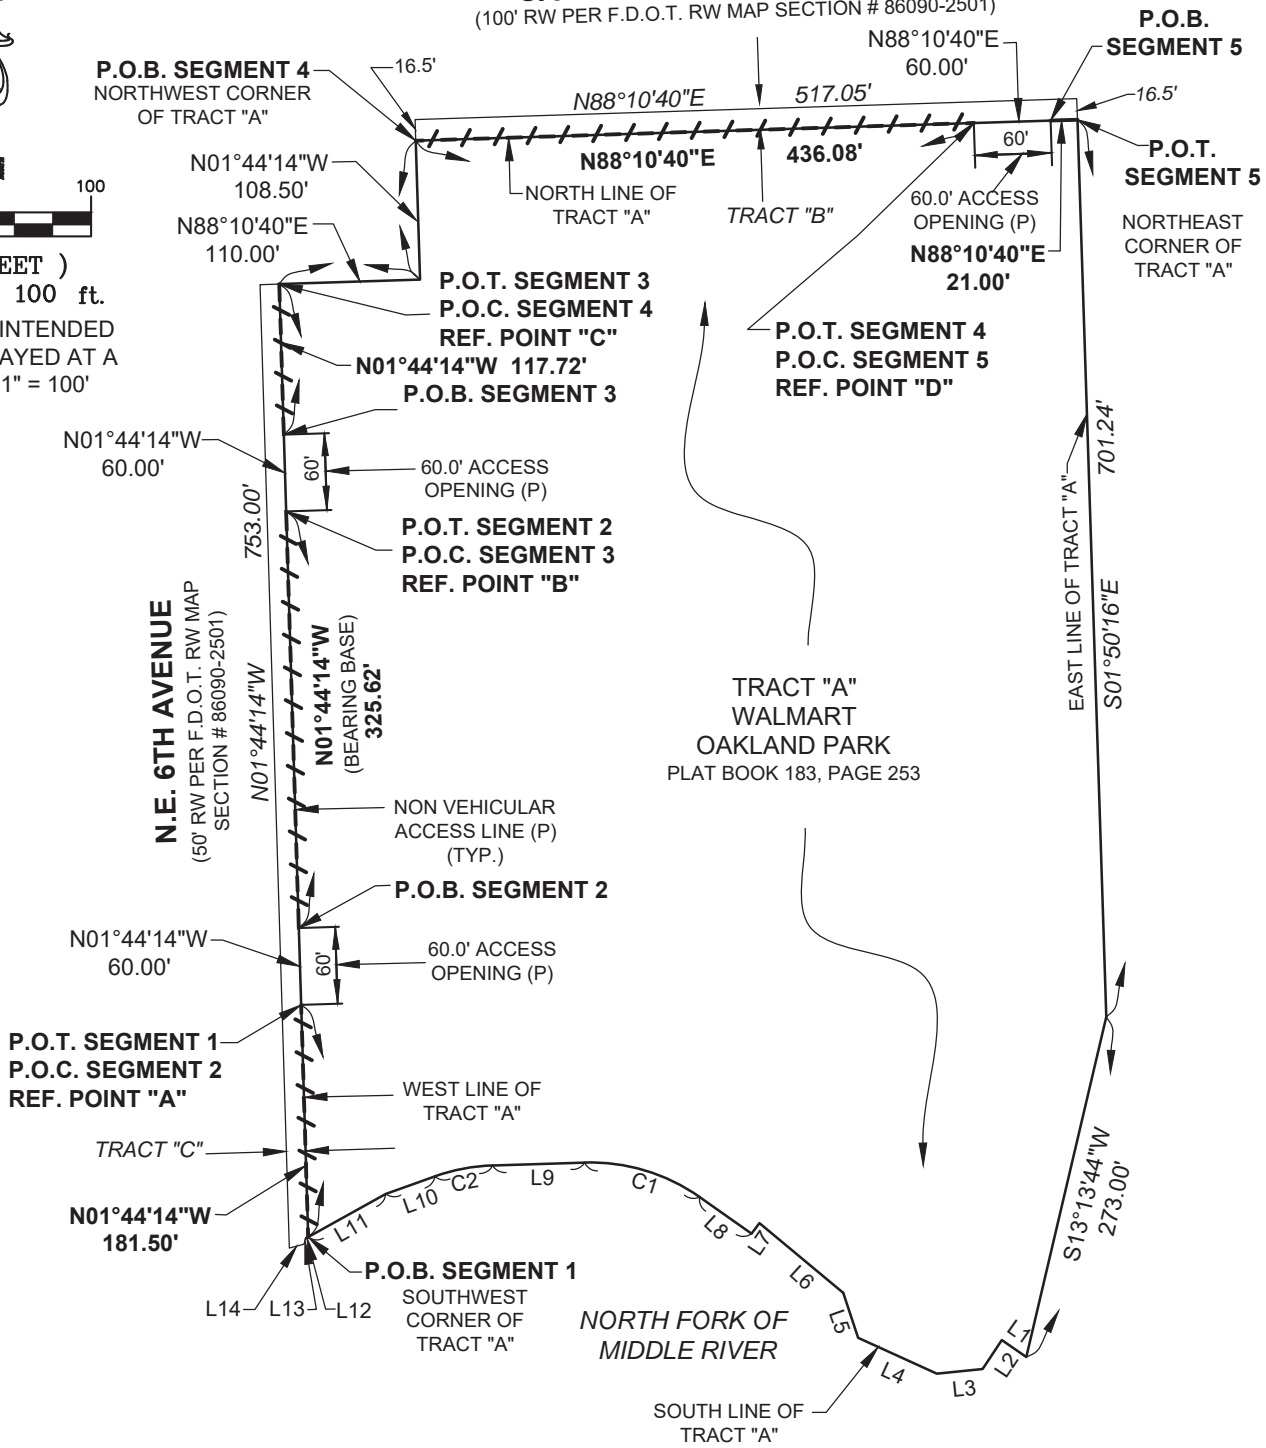 (100' RW PER F.D.O.T. RW MAP SECTION # 86090-2501)
P.O.B.
SEGMENT 5
N88°10'40"E
60.00'
P.O.B. SEGMENT 4
NORTHWEST CORNER
OF TRACT "A"
16.5'
N88°10'40"E 517.05'
16.5'
N01°44'14"W
108.50'
N88°10'40"E 436.08'
60'
P.O.T.
SEGMENT 5
100
NORTH LINE OF
TRACT "A"
TRACT "B"
60.0' ACCESS
OPENING (P)
N88°10'40"E
110.00'
N88°10'40"E
21.00'
NORTHEAST
CORNER OF
TRACT "A"
EET )
100 ft.
INTENDED
AYED AT A
1" = 100'
P.O.T. SEGMENT 3
P.O.C. SEGMENT 4
REF. POINT "C"
N01°44'14"W 117.72'
P.O.B. SEGMENT 3
P.O.T. SEGMENT 4
P.O.C. SEGMENT 5
REF. POINT "D"
N01°44'14"W
60.00'
60'
60.0' ACCESS
OPENING (P)
701.24'
753.00'
P.O.T. SEGMENT 2
P.O.C. SEGMENT 3
REF. POINT "B"
EAST LINE OF TRACT "A"
S01°50'16"E
N.E. 6TH AVENUE
(50' RW PER F.D.O.T. RW MAP
SECTION # 86090-2501)
N01°44'14"W
N01°44'14"W
(BEARING BASE)
325.62'
TRACT "A"
WALMART
OAKLAND PARK
PLAT BOOK 183, PAGE 253
NON VEHICULAR
ACCESS LINE (P)
(TYP.)
P.O.B. SEGMENT 2
N01°44'14"W
60.00'
60'
60.0' ACCESS
OPENING (P)
P.O.T. SEGMENT 1
P.O.C. SEGMENT 2
REF. POINT "A"
WEST LINE OF
TRACT "A"
TRACT "C"
N01°44'14"W
181.50'
L11
L10
C2
L9
C1
L8
L7
L6
L5
L4
L3
L2
L1
S13°13'44"W
273.00'
P.O.B. SEGMENT 1
SOUTHWEST
CORNER OF
TRACT "A"
L14
L13
L12
NORTH FORK OF
MIDDLE RIVER
SOUTH LINE OF
TRACT "A"